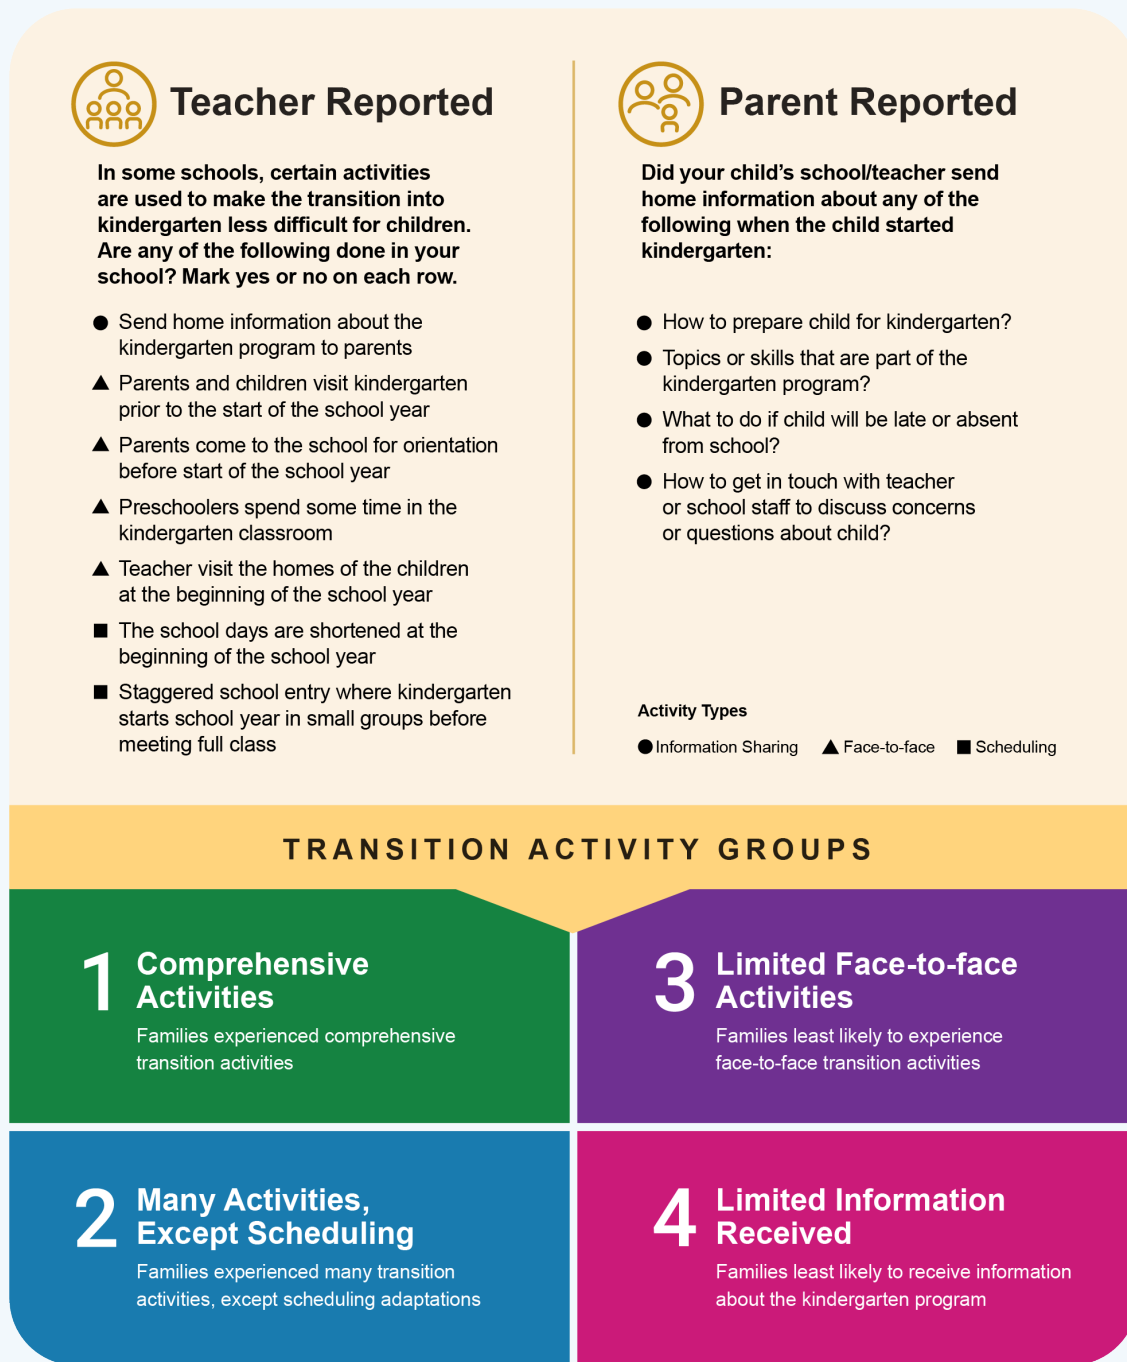 Teacher Reported
In some schools, certain activities
are used to make the transition into
kindergarten less difficult for children.
Are any of the following done in your
school? Mark yes or no on each row.
● Send home information about the
kindergarten program to parents
▲ Parents and children visit kindergarten
prior to the start of the school year
▲ Parents come to the school for orientation
before start of the school year
▲ Preschoolers spend some time in the
kindergarten classroom
▲ Teacher visit the homes of the children
at the beginning of the school year
■ The school days are shortened at the
beginning of the school year
■ Staggered school entry where kindergarten
starts school year in small groups before
meeting full class
Parent Reported
Did your child’s school/teacher send
home information about any of the
following when the child started
kindergarten:
● How to prepare child for kindergarten?
● Topics or skills that are part of the
kindergarten program?
● What to do if child will be late or absent
from school?
● How to get in touch with teacher
or school staff to discuss concerns
or questions about child?
Activity Types
● Information Sharing ▲ Face-to-face ■ Scheduling
TRANSITION ACTIVITY GROUPS
1 Comprehensive
Activities
Families experienced comprehensive
transition activities
2 Many Activities,
Except Scheduling
Families experienced many transition
activities, except scheduling adaptations
3 Limited Face-to-face
Activities
Families least likely to experience
face-to-face transition activities
4 Limited Information
Received
Families least likely to receive information
about the kindergarten program